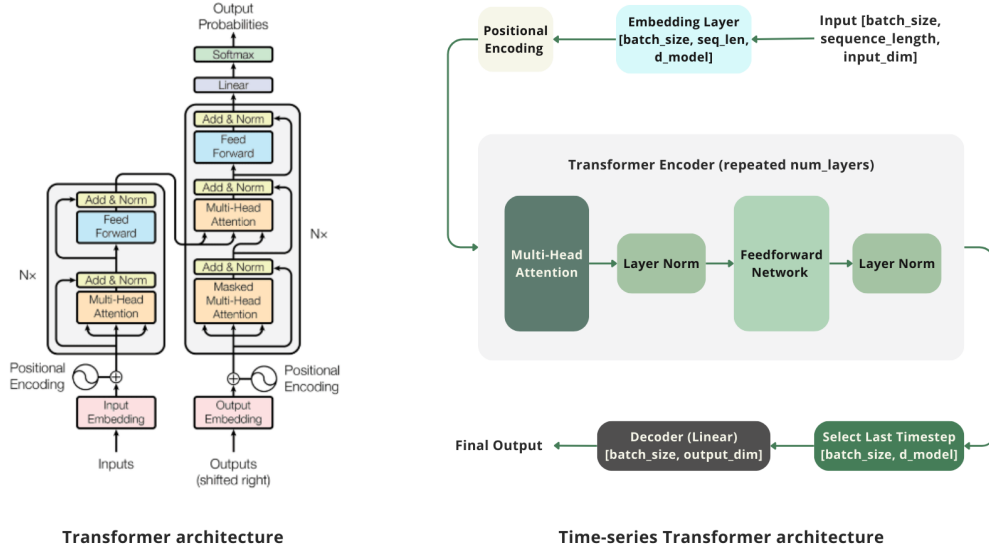 Output
Probabilities
Softmax
Linear
Add & Norm
Feed
Forward
Add & Norm
Multi-Head
Attention
Add & Norm
Masked
Multi-Head
Attention
N×
Add & Norm
Feed
Forward
N×
Add & Norm
Multi-Head
Attention
Positional
Encoding
Positional
Encoding
Input
Embedding
Output
Embedding
Inputs
Outputs
(shifted right)
Transformer architecture
Input [batch_size,
sequence_length,
input_dim]
Embedding Layer
[batch_size, seq_len,
d_model]
Positional
Encoding
Transformer Encoder (repeated num_layers)
Multi-Head
Attention
Layer Norm
Feedforward
Network
Layer Norm
Select Last Timestep
[batch_size, d_model]
Decoder (Linear)
[batch_size, output_dim]
Final Output
Time-series Transformer architecture